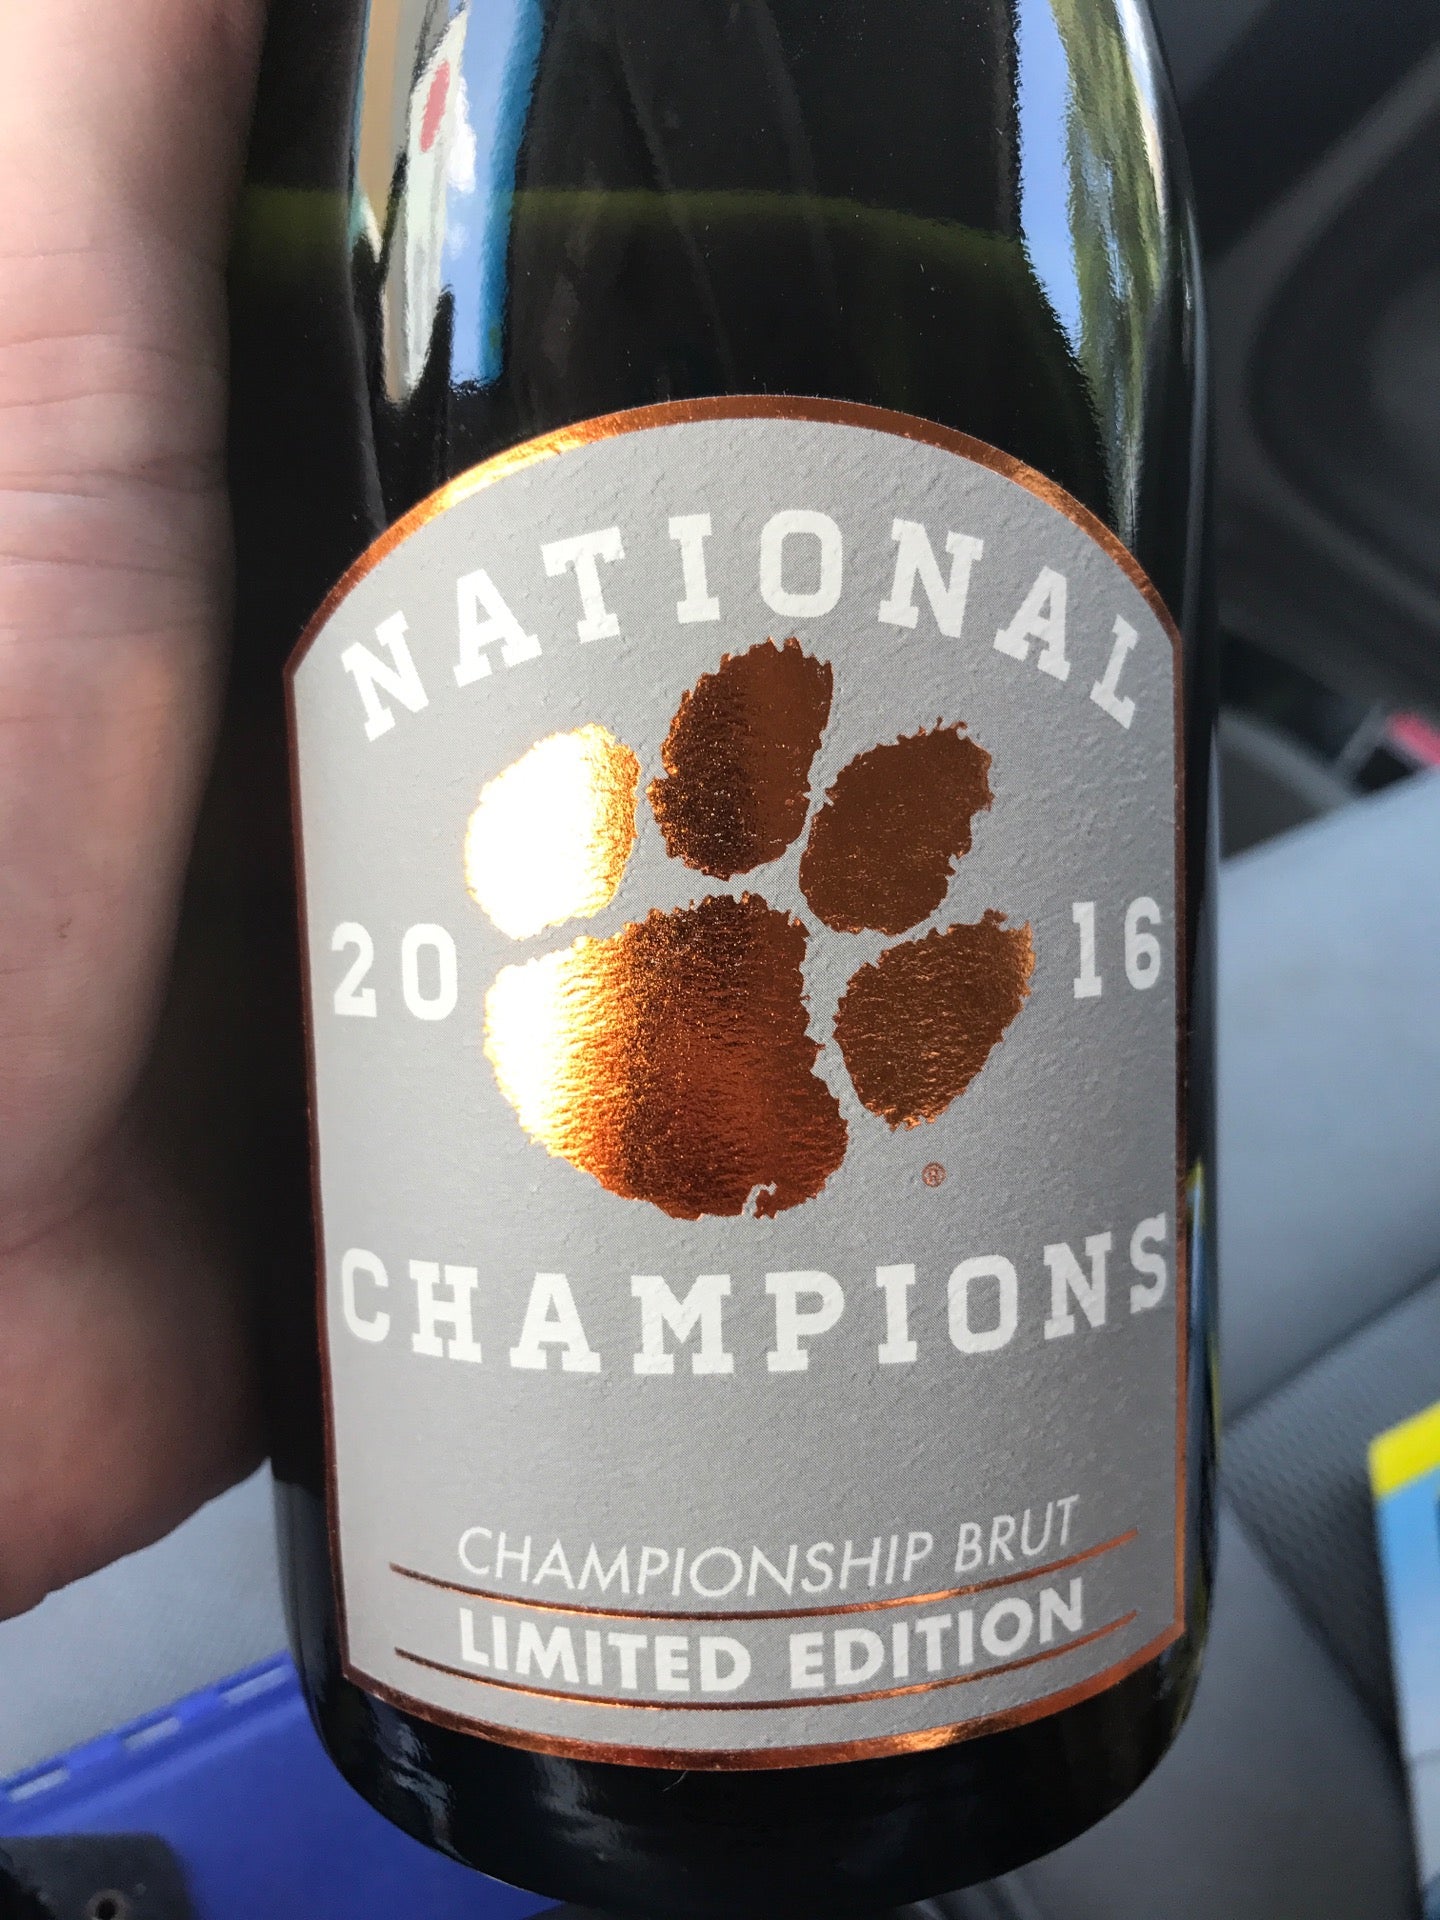 NATIONAL
20 16
®
CHAMPIONS
CHAMPIONSHIP BRUT
LIMITED EDITION